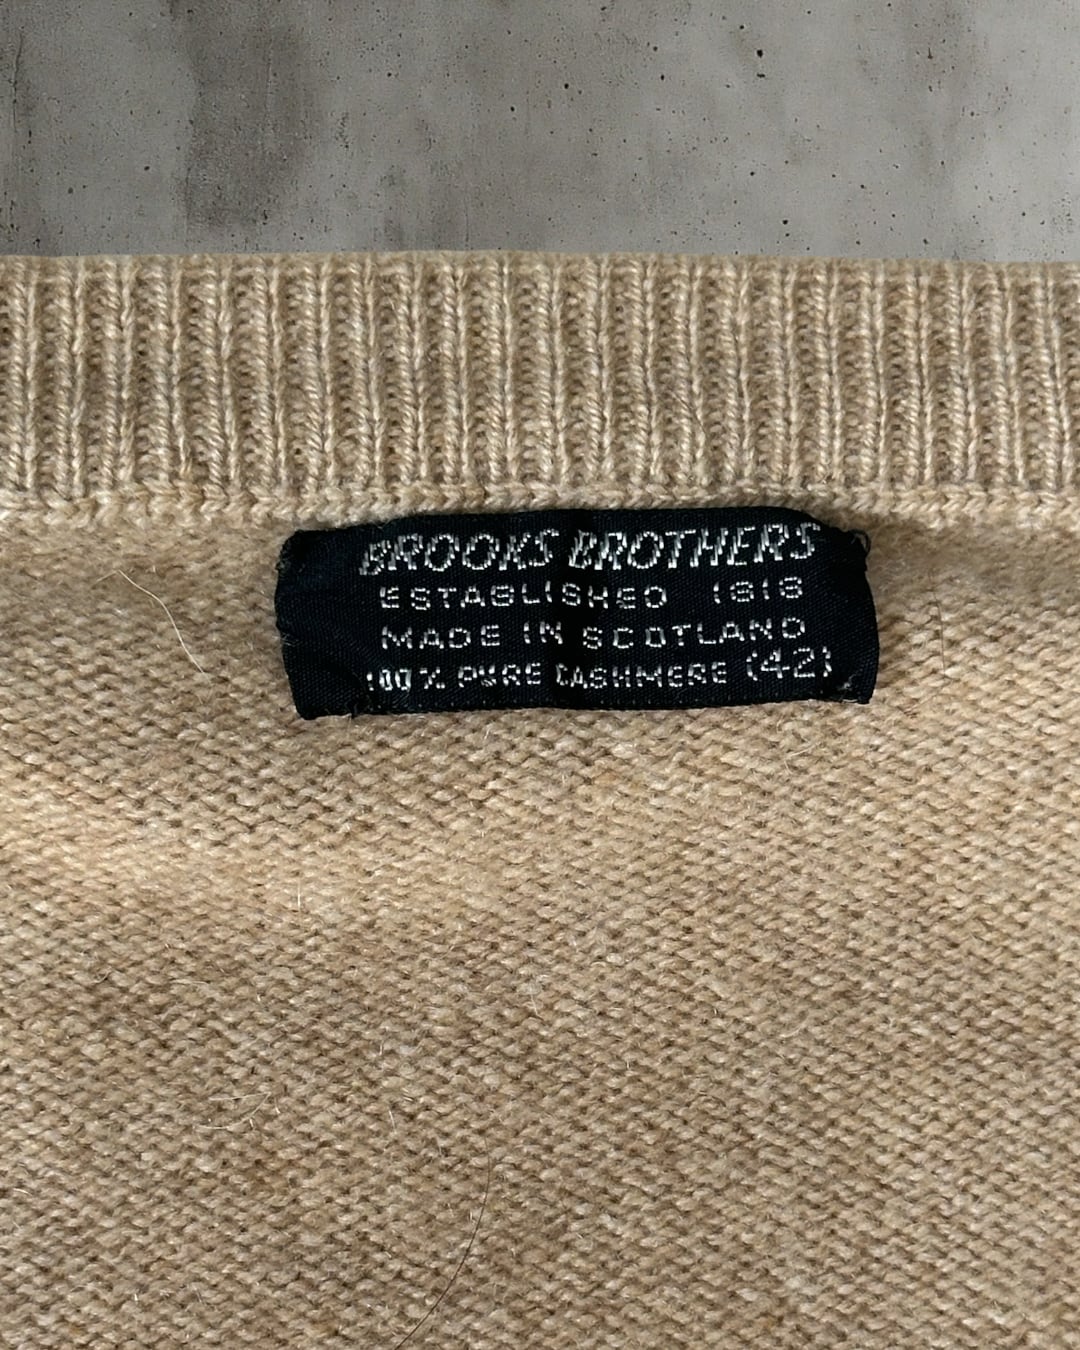 BROOKS BROTHERS
ESTABLISHED 1818
MADE IN SCOTLAND
100% PURE CASHMERE (42)